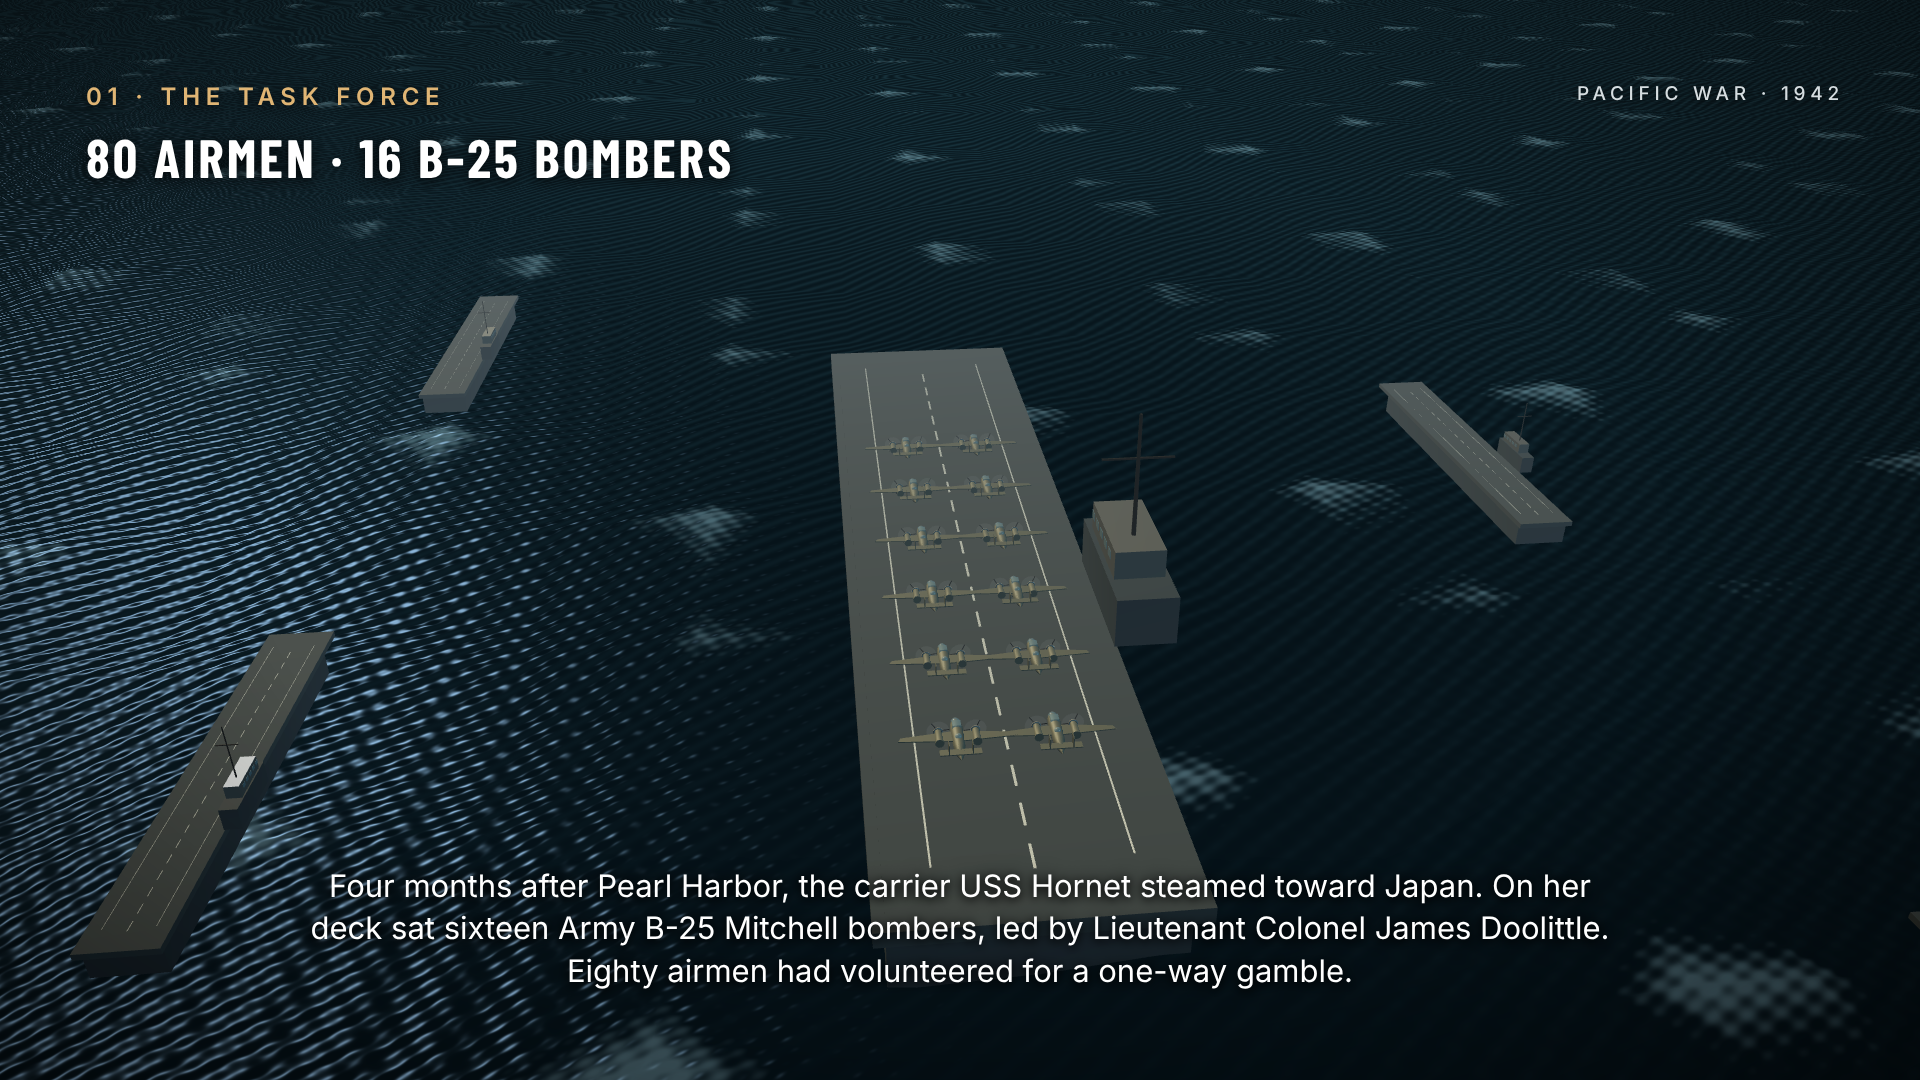 01 · THE TASK FORCE
80 AIRMEN · 16 B-25 BOMBERS
PACIFIC WAR · 1942
Four months after Pearl Harbor, the carrier USS Hornet steamed toward Japan. On her
deck sat sixteen Army B-25 Mitchell bombers, led by Lieutenant Colonel James Doolittle.
Eighty airmen had volunteered for a one-way gamble.